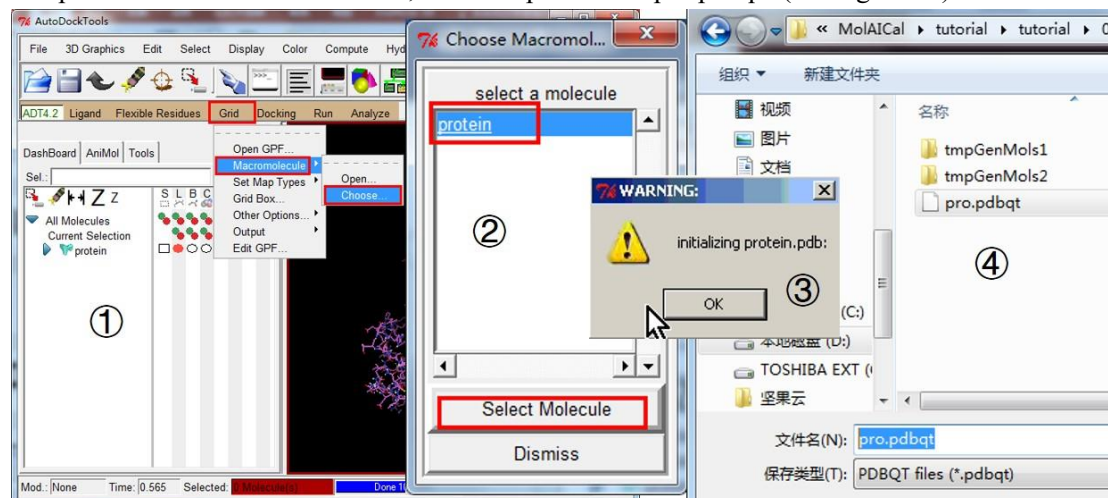 AutoDockTools
File 3D Graphics Edit Select Display Color Compute
ADT4.2 Ligand Flexible Residues Grid Docking Run Analyze
DashBoard AniMol Tools
Sel.:
S L B C
All Molecules
Current Selection
protein
Open GPF...
Macromolecule
Set Map Types
Grid Box...
Other Options...
Output
Edit GPF...
Open...
Choose...
①
Mod.: None Time: 0.565 Selected:
Choose Macromol...
select a molecule
protein
②
Select Molecule
Dismiss
WARNING:
initializing protein.pdb:
OK
③
« MolAICal ▸ tutorial ▸ tutorial ▸ 0
组织 新建文件夹
视频
图片
文档
(C:)
本地磁盘 (D:)
TOSHIBA EXT (
坚果云
名称
tmpGenMols1
tmpGenMols2
pro.pdbqt
④
文件名(N): pro.pdbqt
保存类型(T): PDBQT files (*.pdbqt)